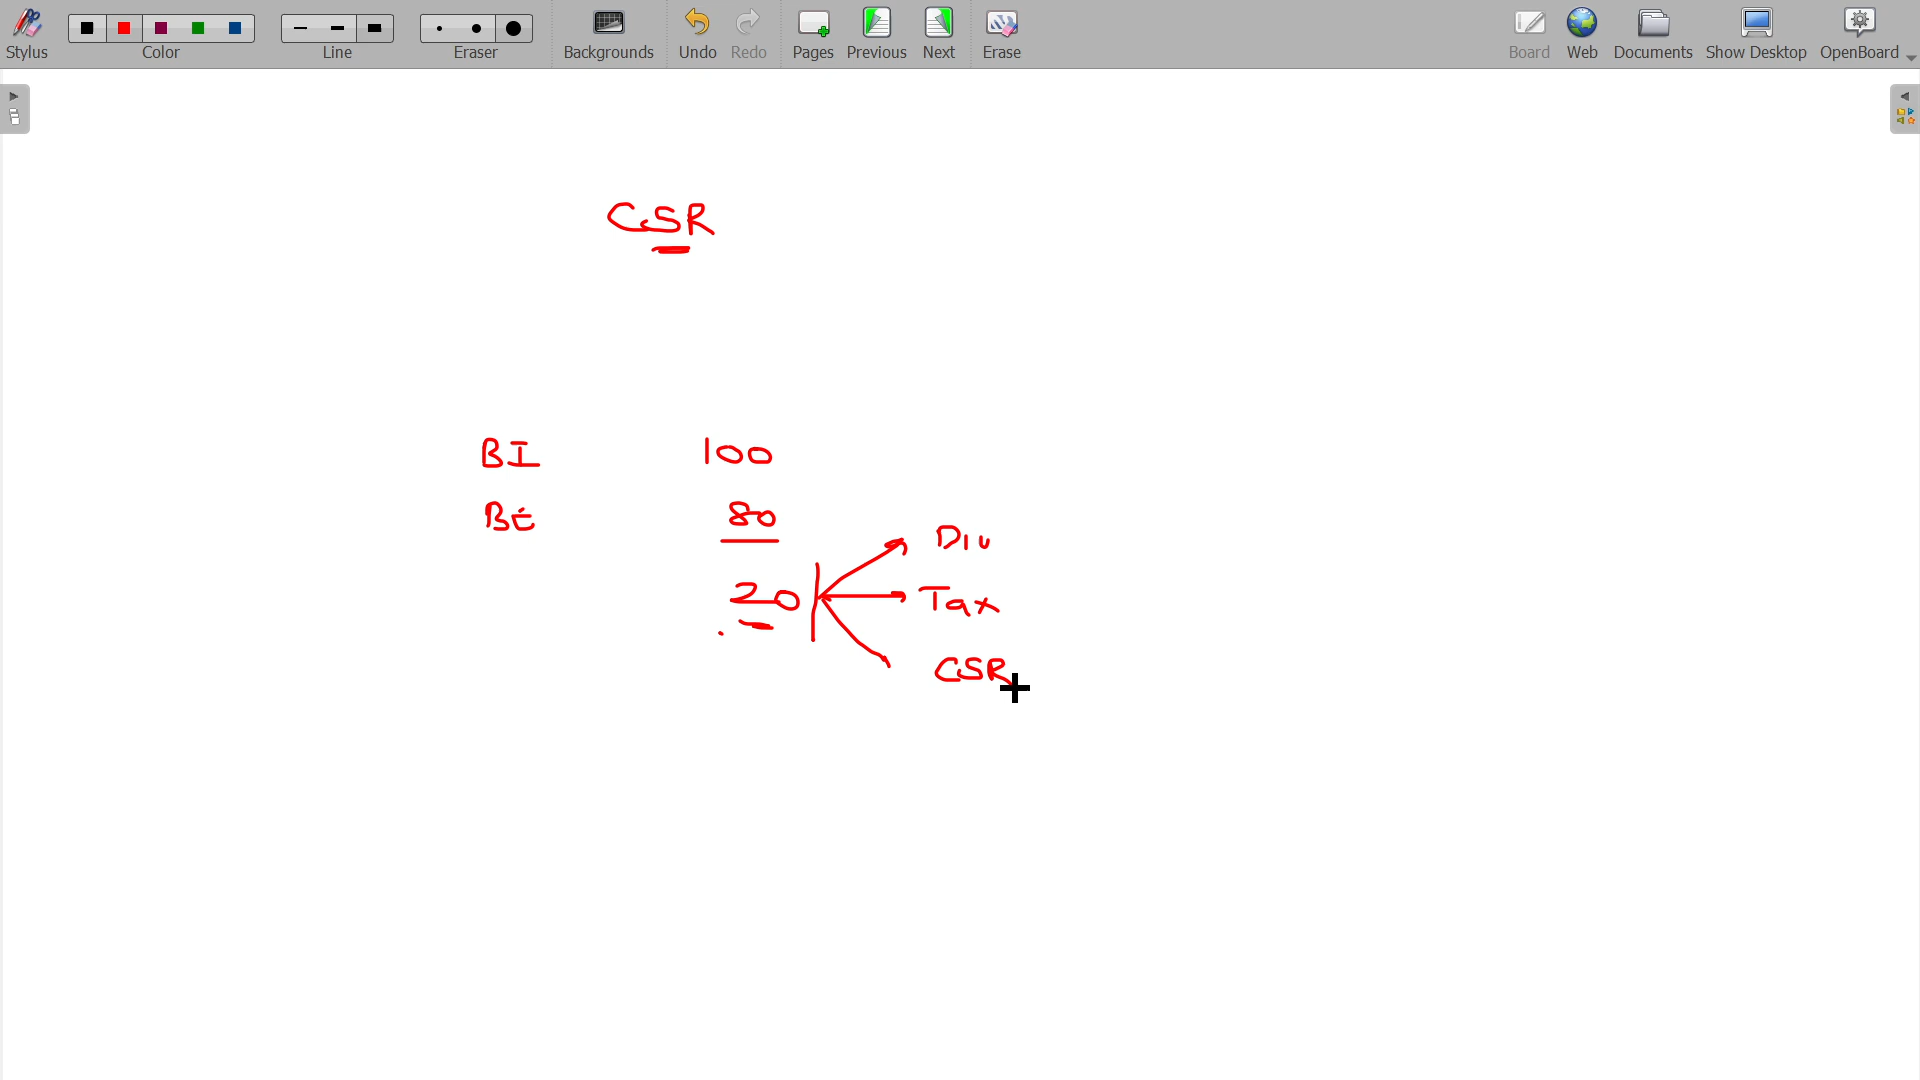 Stylus Color Line Eraser Backgrounds Undo Redo Pages Previous Next Erase Board Web Documents Show Desktop OpenBoard
CSR
BI 100
BE 80
Div
20 Tax
CSR